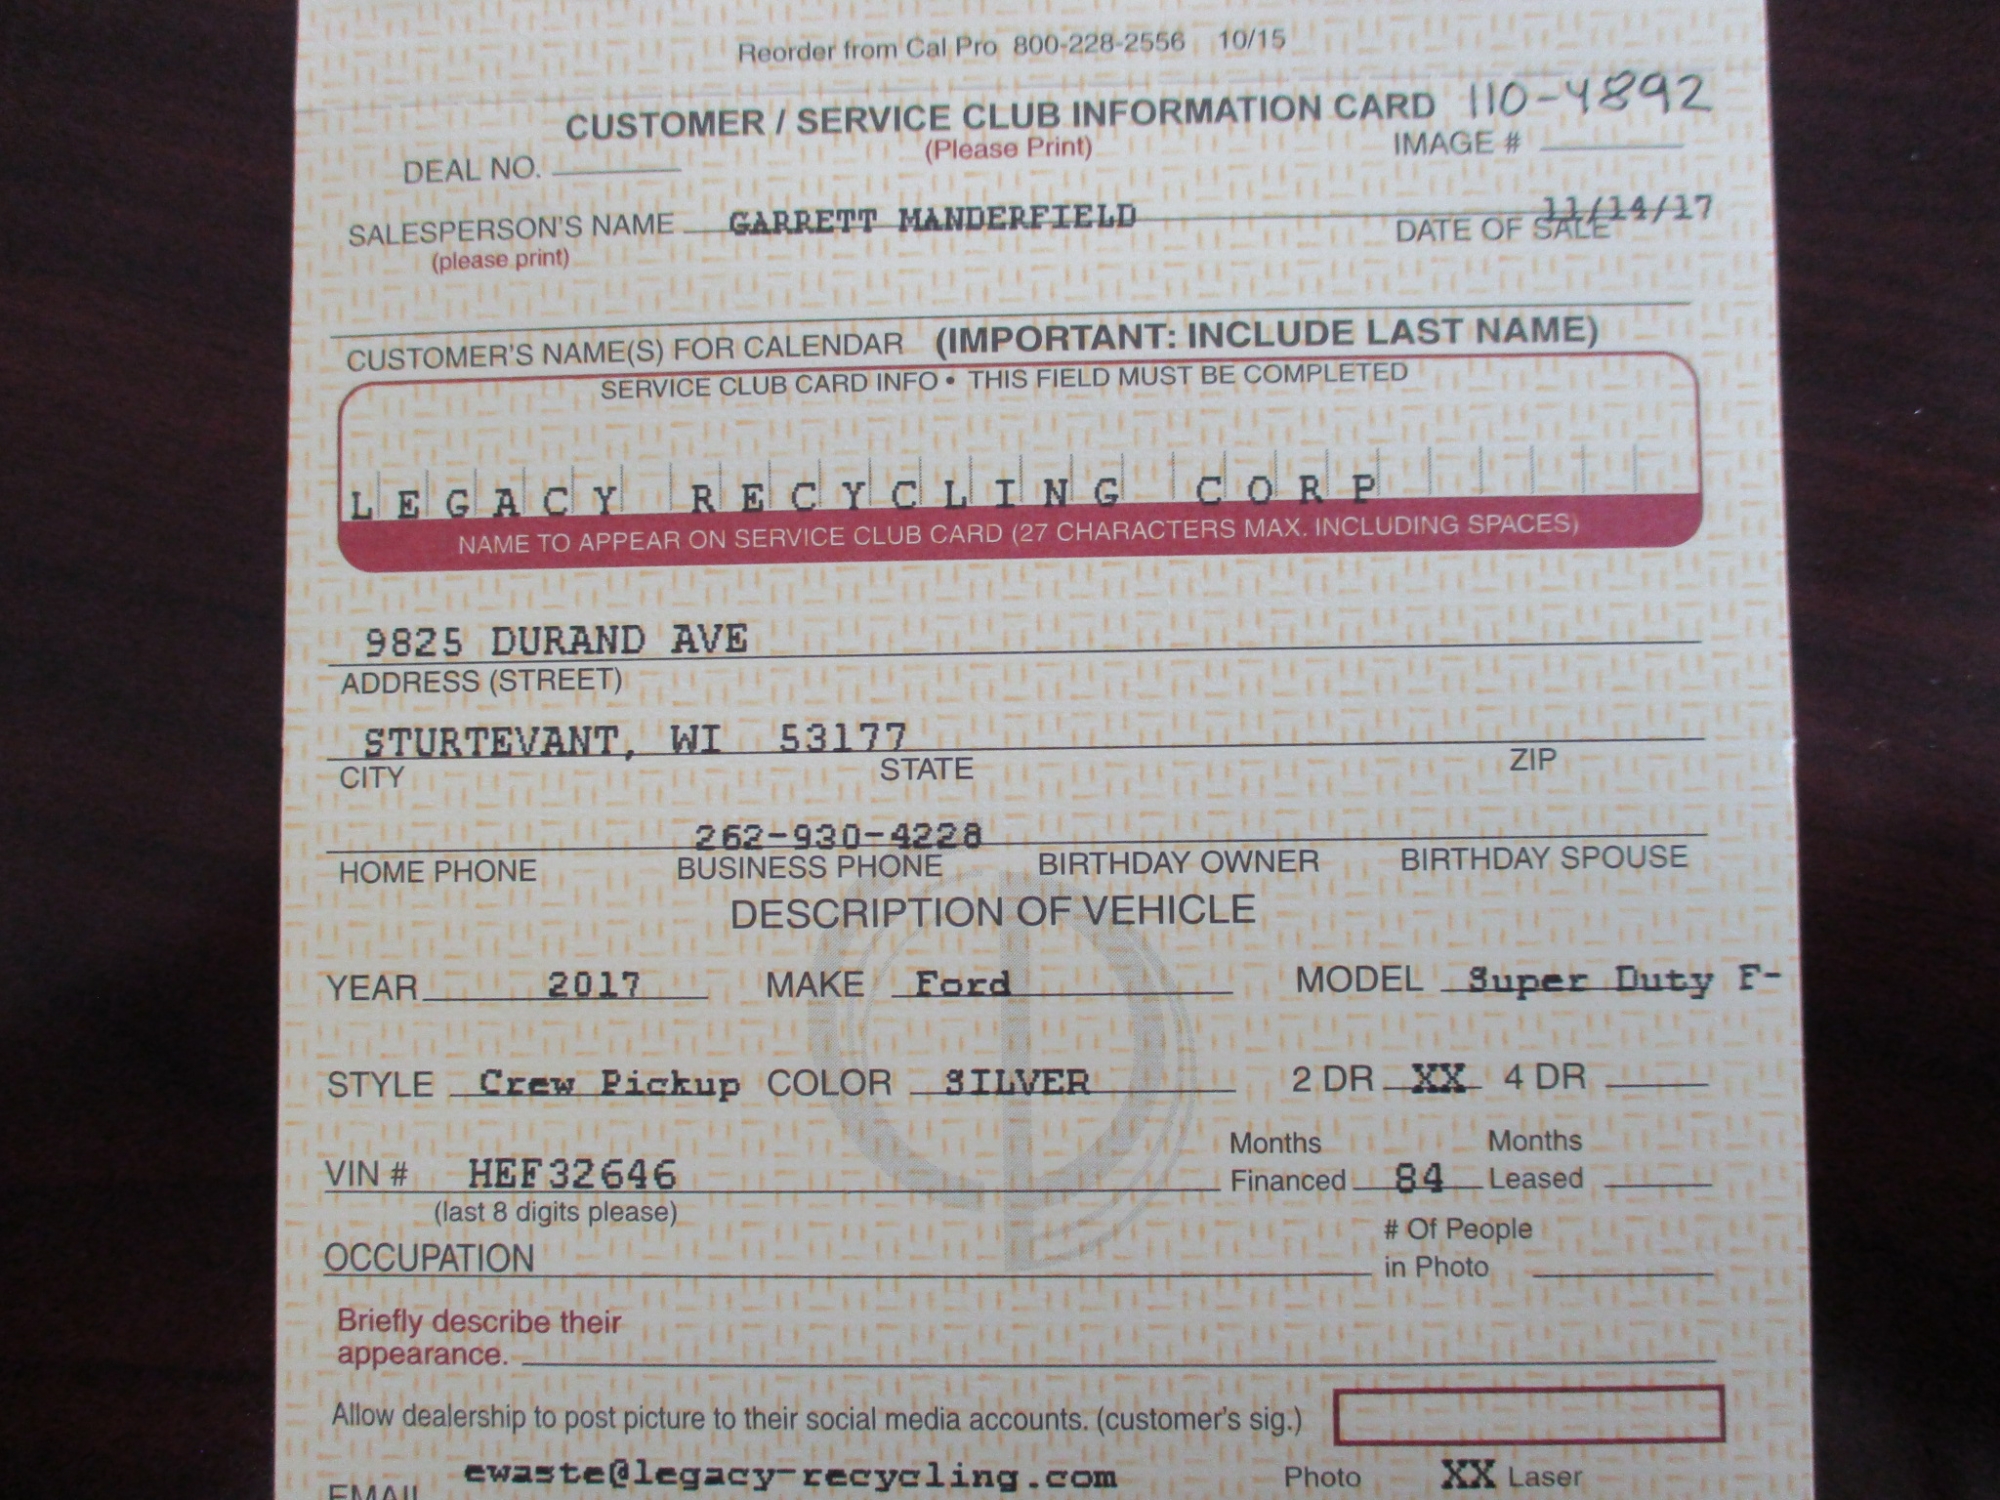 Reorder from Cal Pro 800-228-2556 10/15
CUSTOMER / SERVICE CLUB INFORMATION CARD 110-4892
(Please Print)
DEAL NO. IMAGE #
SALESPERSON'S NAME GARRETT MANDERFIELD DATE OF SALE 11/14/17
(please print)
CUSTOMER'S NAME(S) FOR CALENDAR (IMPORTANT: INCLUDE LAST NAME)
SERVICE CLUB CARD INFO • THIS FIELD MUST BE COMPLETED
LEGACY RECYCLING CORP
NAME TO APPEAR ON SERVICE CLUB CARD (27 CHARACTERS MAX. INCLUDING SPACES)
9825 DURAND AVE
ADDRESS (STREET)
STURTEVANT, WI 53177
CITY STATE ZIP
262-930-4228
HOME PHONE BUSINESS PHONE BIRTHDAY OWNER BIRTHDAY SPOUSE
DESCRIPTION OF VEHICLE
YEAR 2017 MAKE Ford MODEL Super Duty F-
STYLE Crew Pickup COLOR SILVER 2 DR XX 4 DR
Months Months
VIN # HEF32646 Financed 84 Leased
(last 8 digits please)
# Of People
OCCUPATION in Photo
Briefly describe their
appearance.
Allow dealership to post picture to their social media accounts. (customer's sig.)
EMAIL ewaste@legacy-recycling.com Photo XX Laser